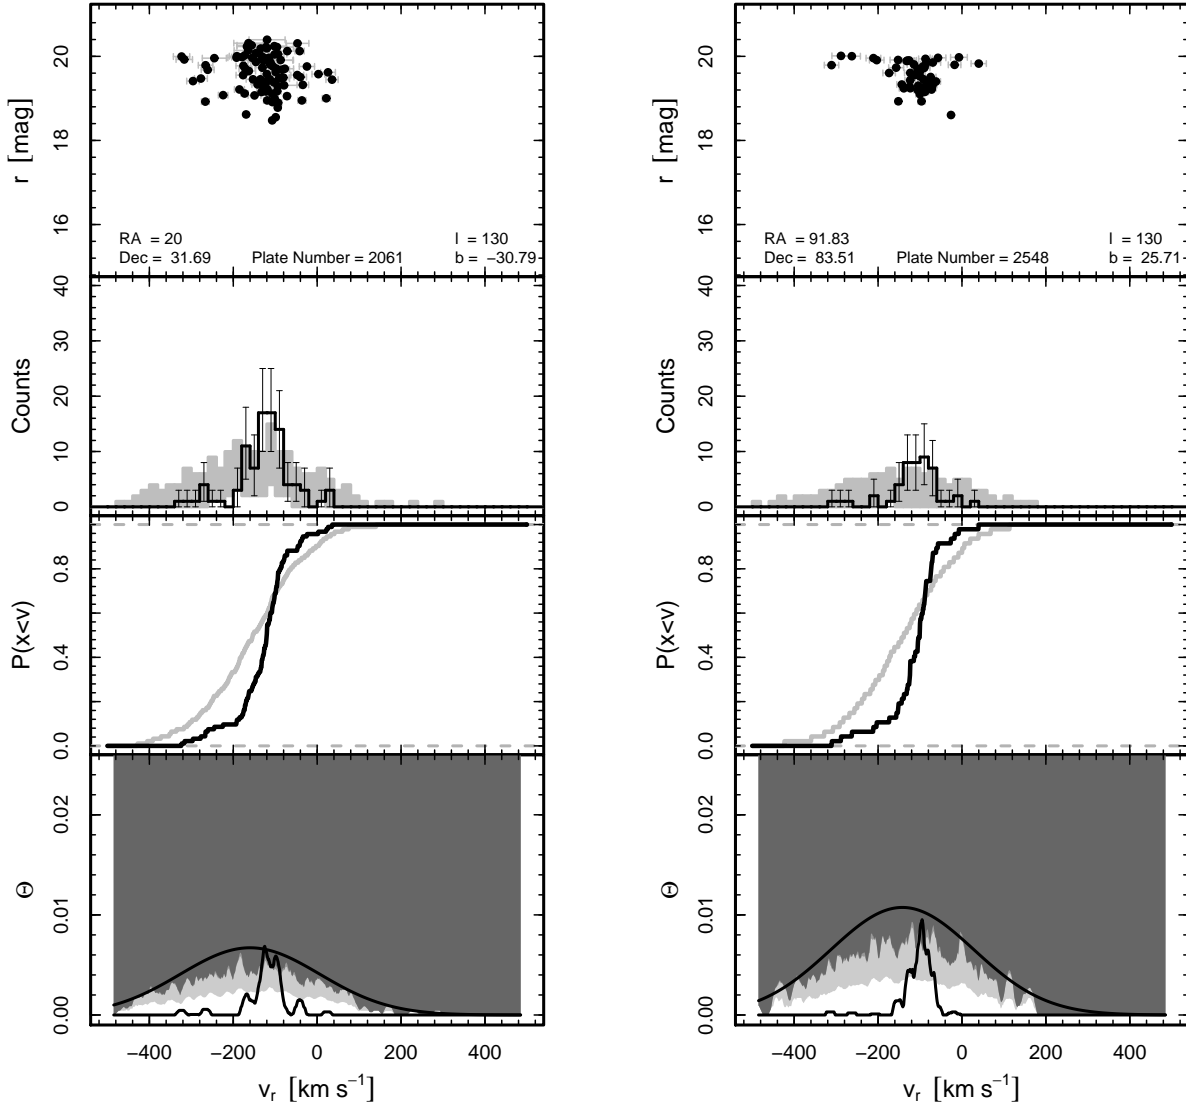 r [mag]
20
18
16
RA = 20
l = 130
Dec = 31.69
Plate Number = 2061
b = −30.79
Counts
40
30
20
10
0
P(x<v)
0.8
0.4
0.0
Θ
0.02
0.01
0.00
−400
−200
0
200
400
v_r [km s⁻¹]
r [mag]
20
18
16
RA = 91.83
l = 130
Dec = 83.51
Plate Number = 2548
b = 25.71
Counts
40
30
20
10
0
P(x<v)
0.8
0.4
0.0
Θ
0.02
0.01
0.00
−400
−200
0
200
400
v_r [km s⁻¹]